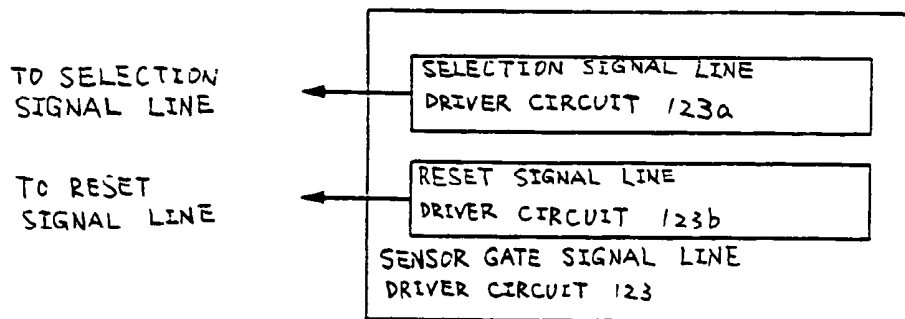 TO SELECTION
SIGNAL LINE
SELECTION SIGNAL LINE
DRIVER CIRCUIT 123a
TO RESET
SIGNAL LINE
RESET SIGNAL LINE
DRIVER CIRCUIT 123b
SENSOR GATE SIGNAL LINE
DRIVER CIRCUIT 123